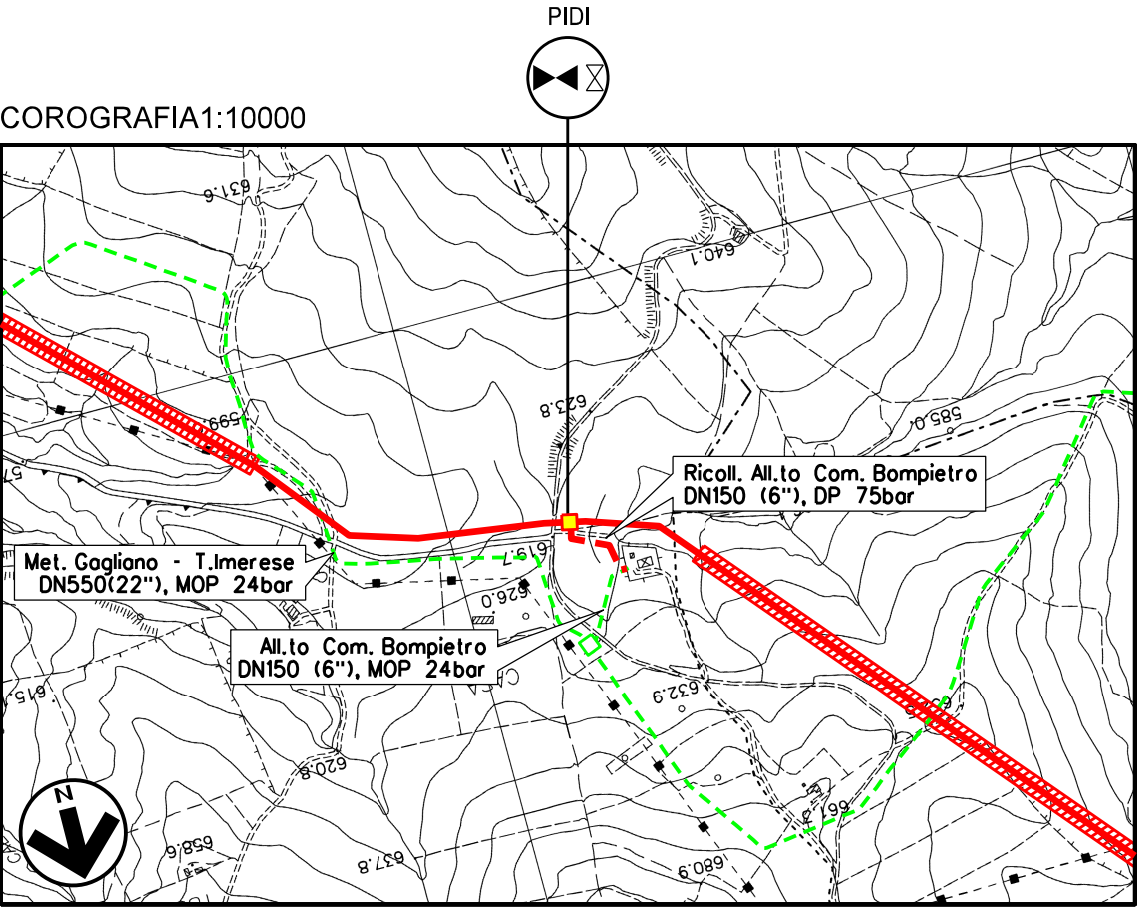 PIDI
COROGRAFIA1:10000
631.6
640.1
623.8
599.
585.0
Ricoll. All.to Com. Bompietro
DN150 (6"), DP 75bar
619.7
Met. Gagliano - T.Imerese
DN550(22"), MOP 24bar
626.0
All.to Com. Bompietro
DN150 (6"), MOP 24bar
632.9
620.8
N
658.6
637.8
680.9